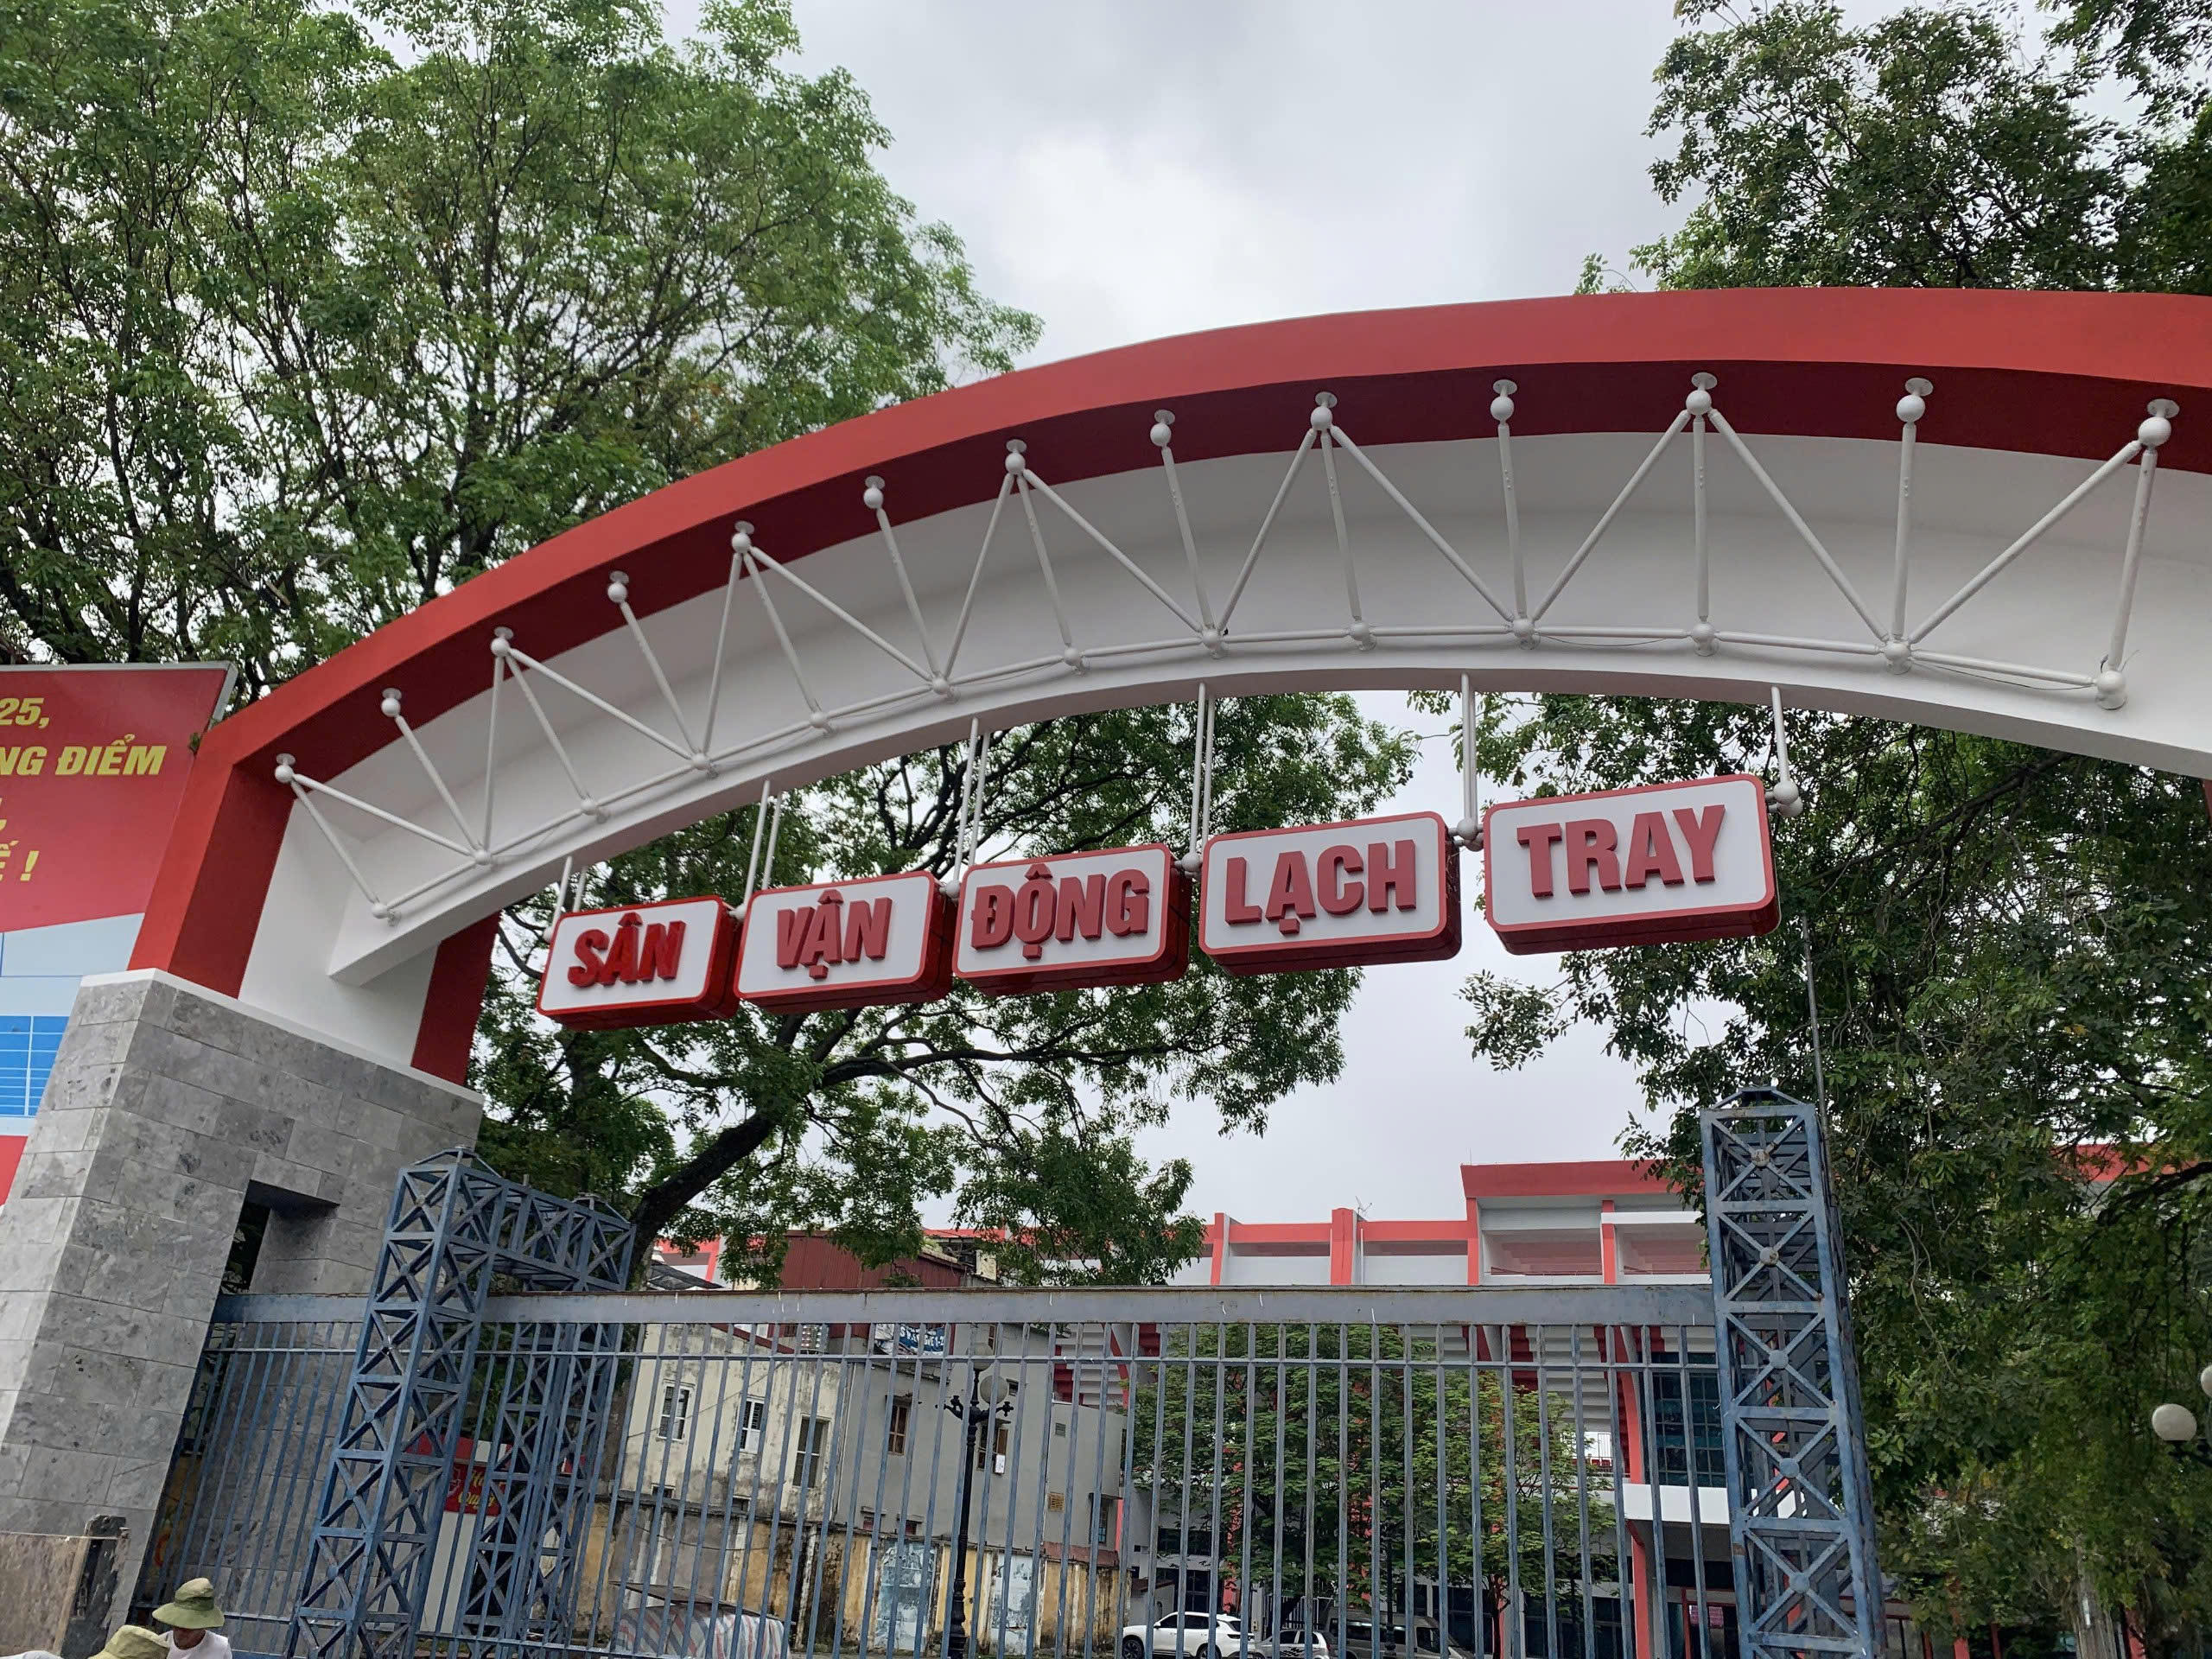 25,
NG ĐIỂM
Ế !
SÂN VẬN ĐỘNG LẠCH TRAY